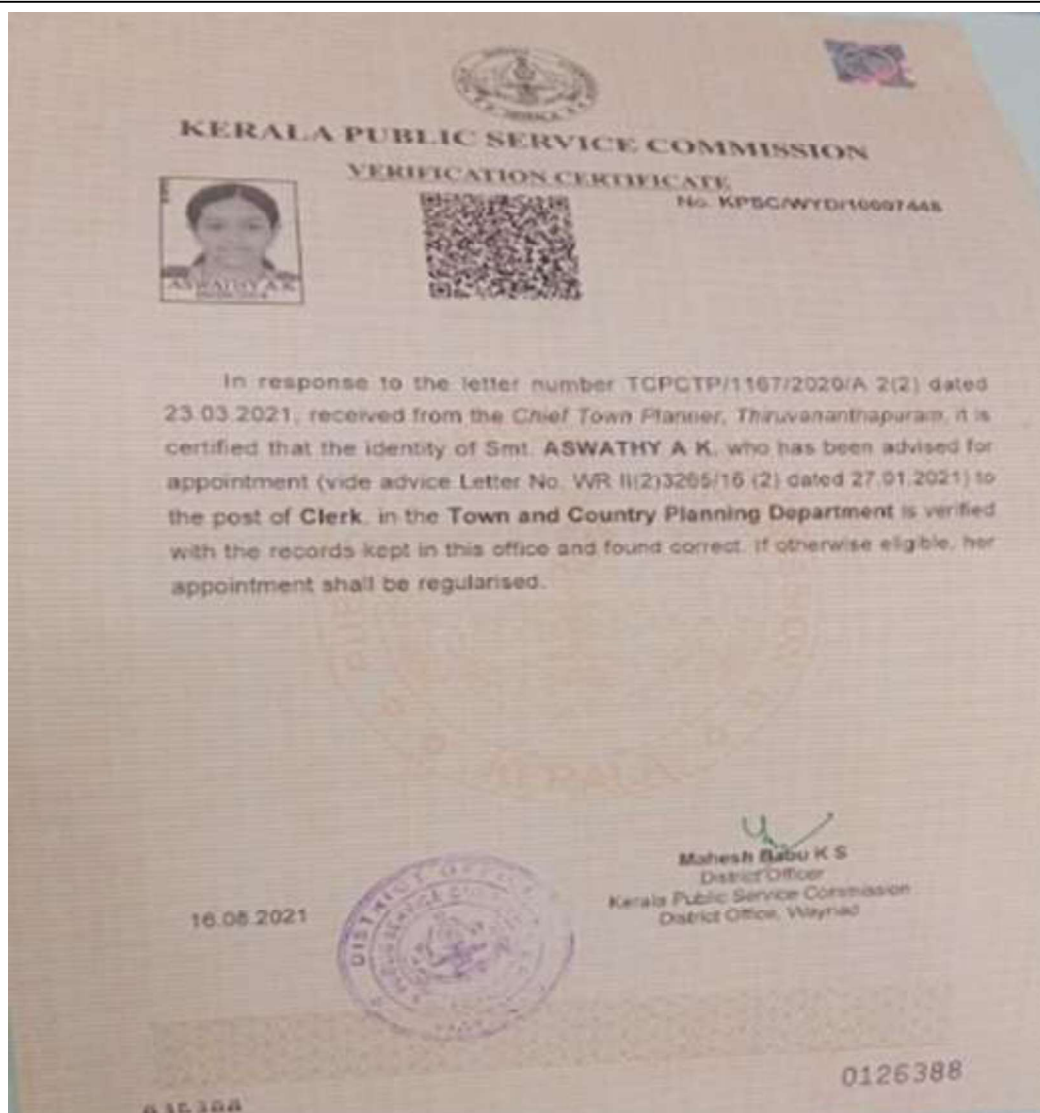 KERALA PUBLIC SERVICE COMMISSION
VERIFICATION CERTIFICATE
No. KPSC/WYD/10007448
ASWATHY A K
In response to the letter number TCPCTP/1167/2020/A 2(2) dated
23.03.2021, received from the Chief Town Planner, Thiruvananthapuram, it is
certified that the identity of Smt. ASWATHY A K, who has been advised for
appointment (vide advice Letter No. WR II(2)3265/16 (2) dated 27.01.2021) to
the post of Clerk, in the Town and Country Planning Department is verified
with the records kept in this office and found correct. If otherwise eligible, her
appointment shall be regularised.
KERALA
Mahesh Babu K S
District Officer
Kerala Public Service Commission
District Office, Waynad
16.08.2021
DISTRICT OFFICE
0126388